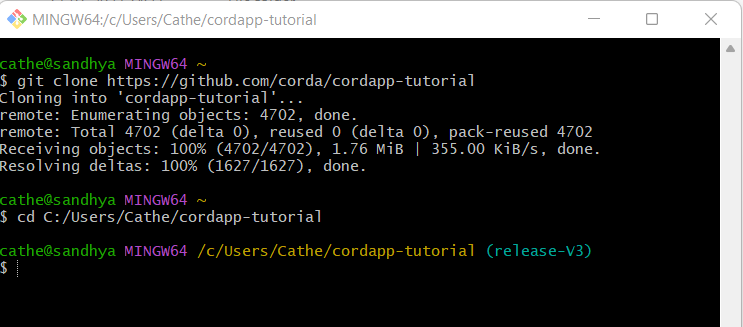 MINGW64:/c/Users/Cathe/cordapp-tutorial
cathe@sandhya MINGW64 ~
$ git clone https://github.com/corda/cordapp-tutorial
Cloning into 'cordapp-tutorial'...
remote: Enumerating objects: 4702, done.
remote: Total 4702 (delta 0), reused 0 (delta 0), pack-reused 4702
Receiving objects: 100% (4702/4702), 1.76 MiB | 355.00 KiB/s, done.
Resolving deltas: 100% (1627/1627), done.
cathe@sandhya MINGW64 ~
$ cd C:/Users/Cathe/cordapp-tutorial
cathe@sandhya MINGW64 /c/Users/Cathe/cordapp-tutorial (release-V3)
$